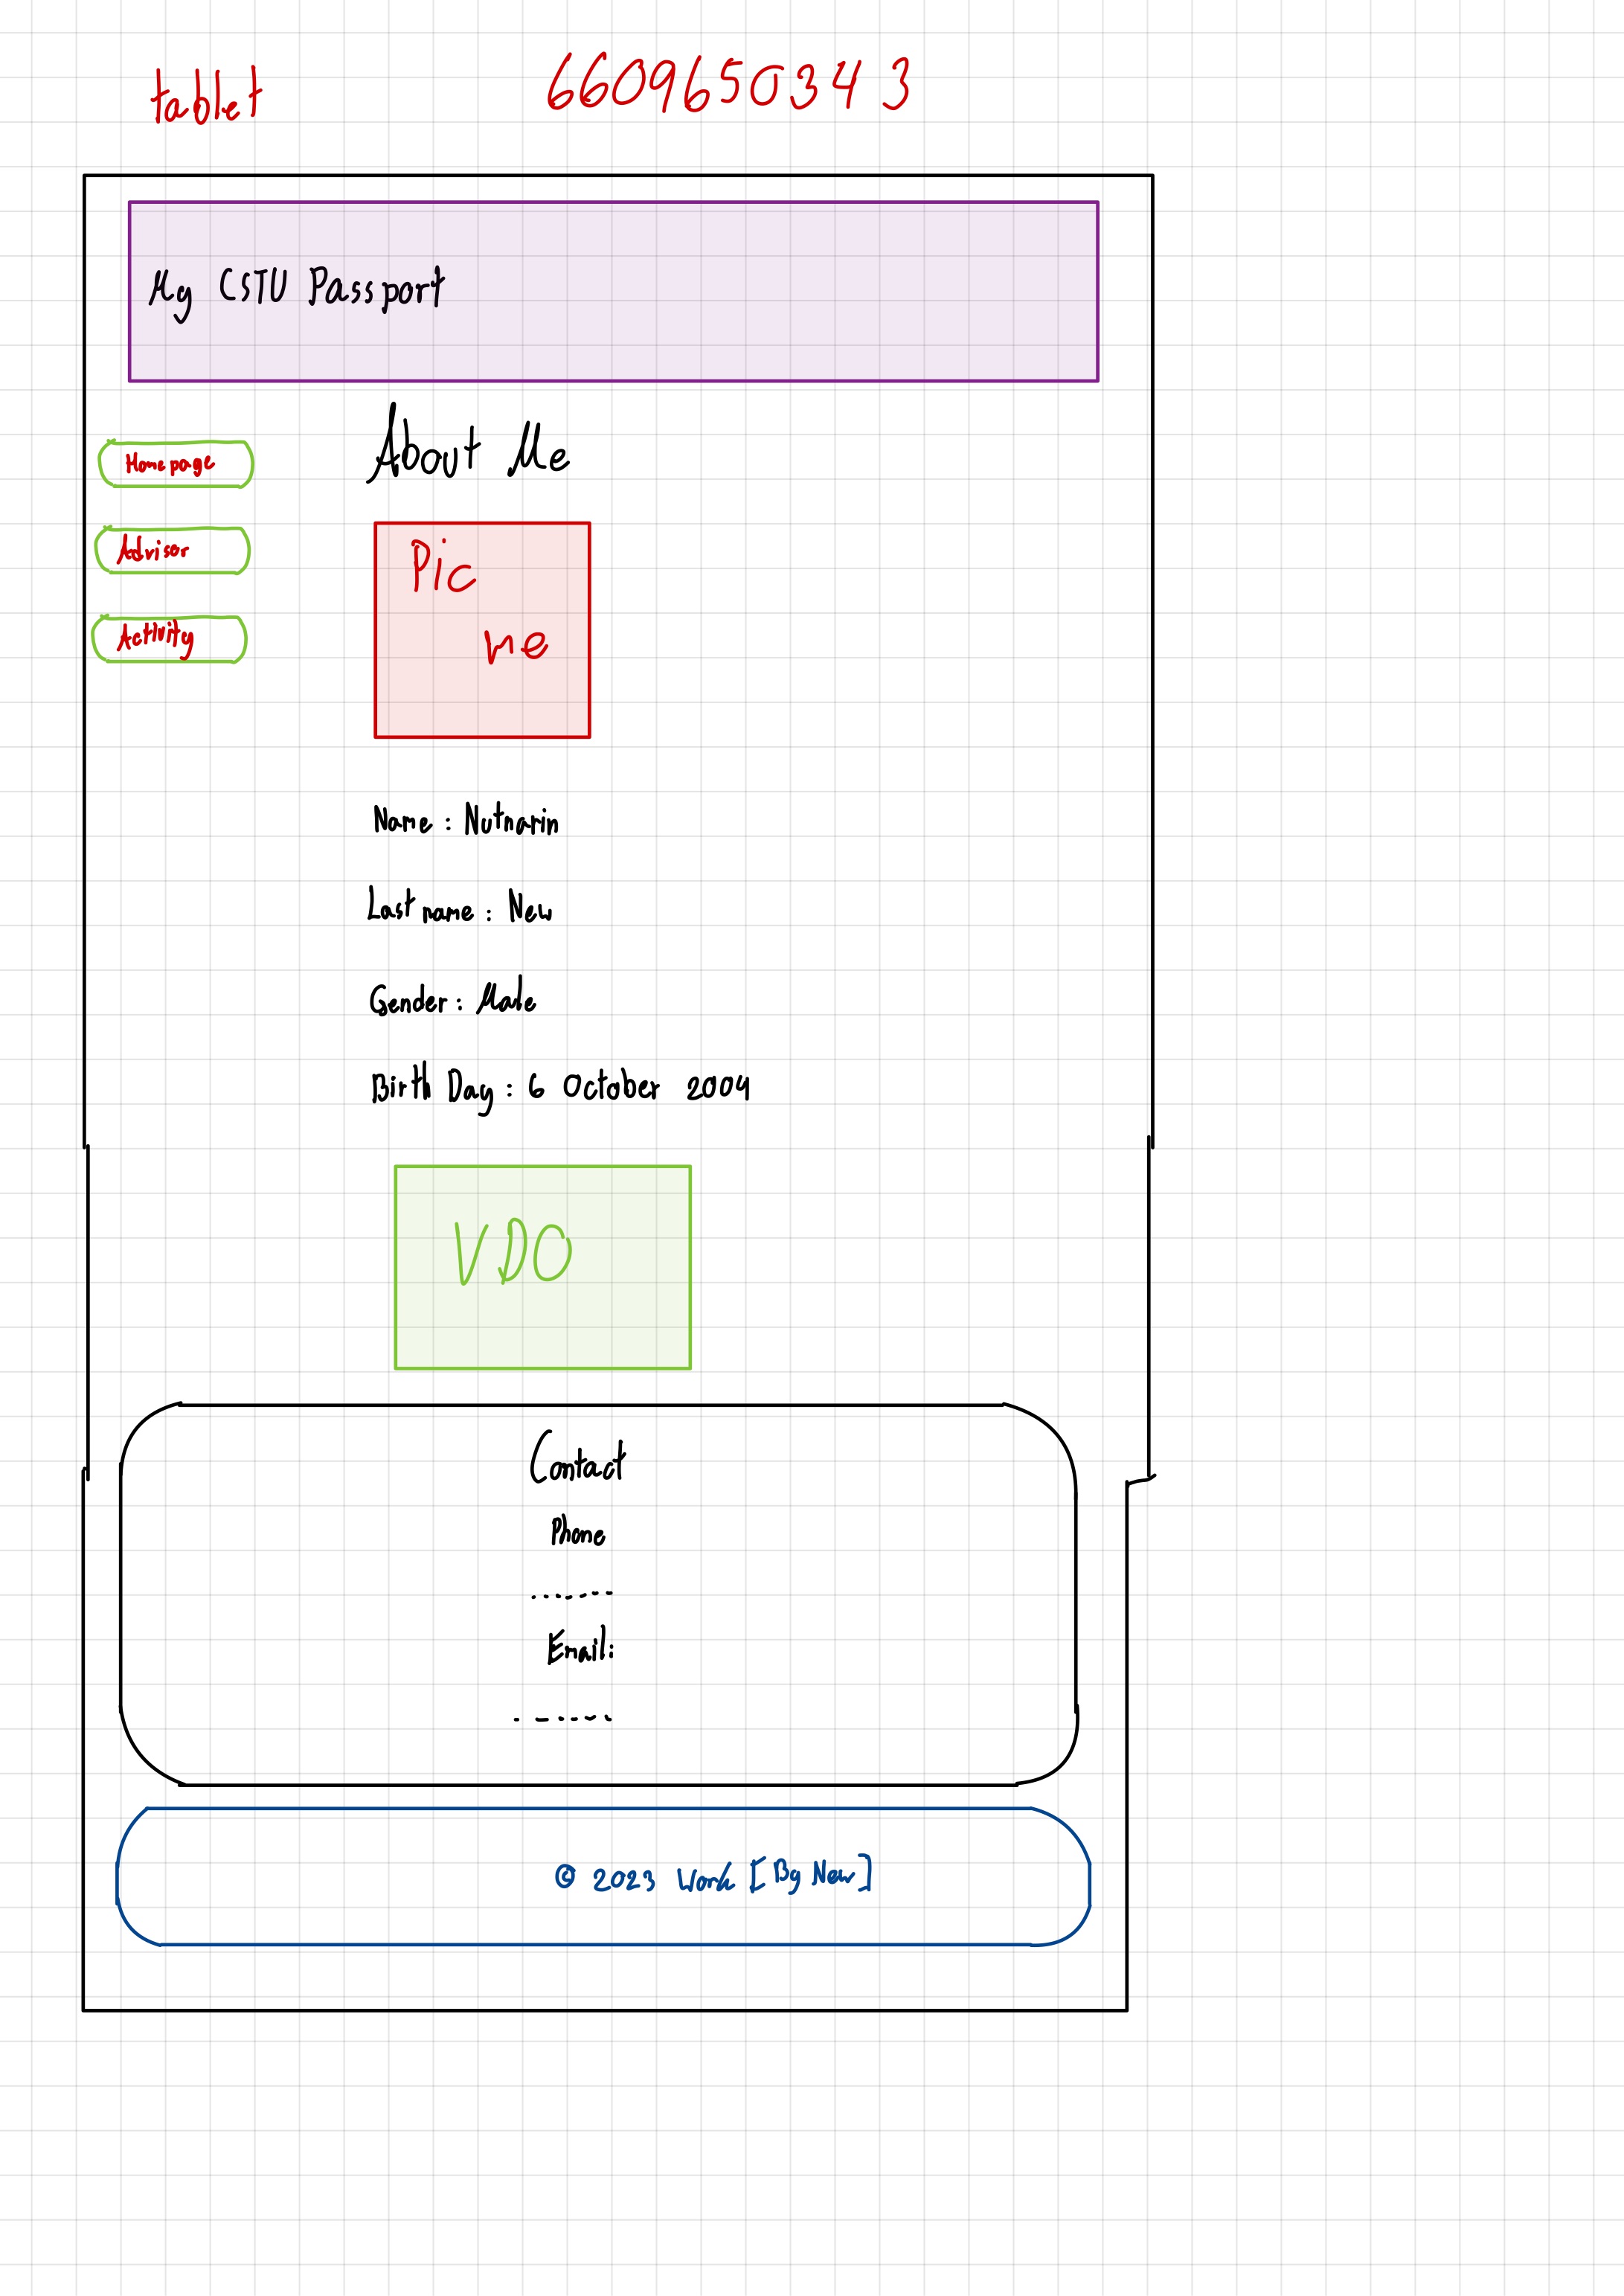 tablet 6609650343
My CSTU Passport
About Me
Home page
Advisor
Activity
Pic
me
Name : Nutnarin
Last name : New
Gender : Male
Birth Day : 6 October 2004
VDO
Contact
Phone
.......
Email:
. - - - - -
© 2023 Work [By New]